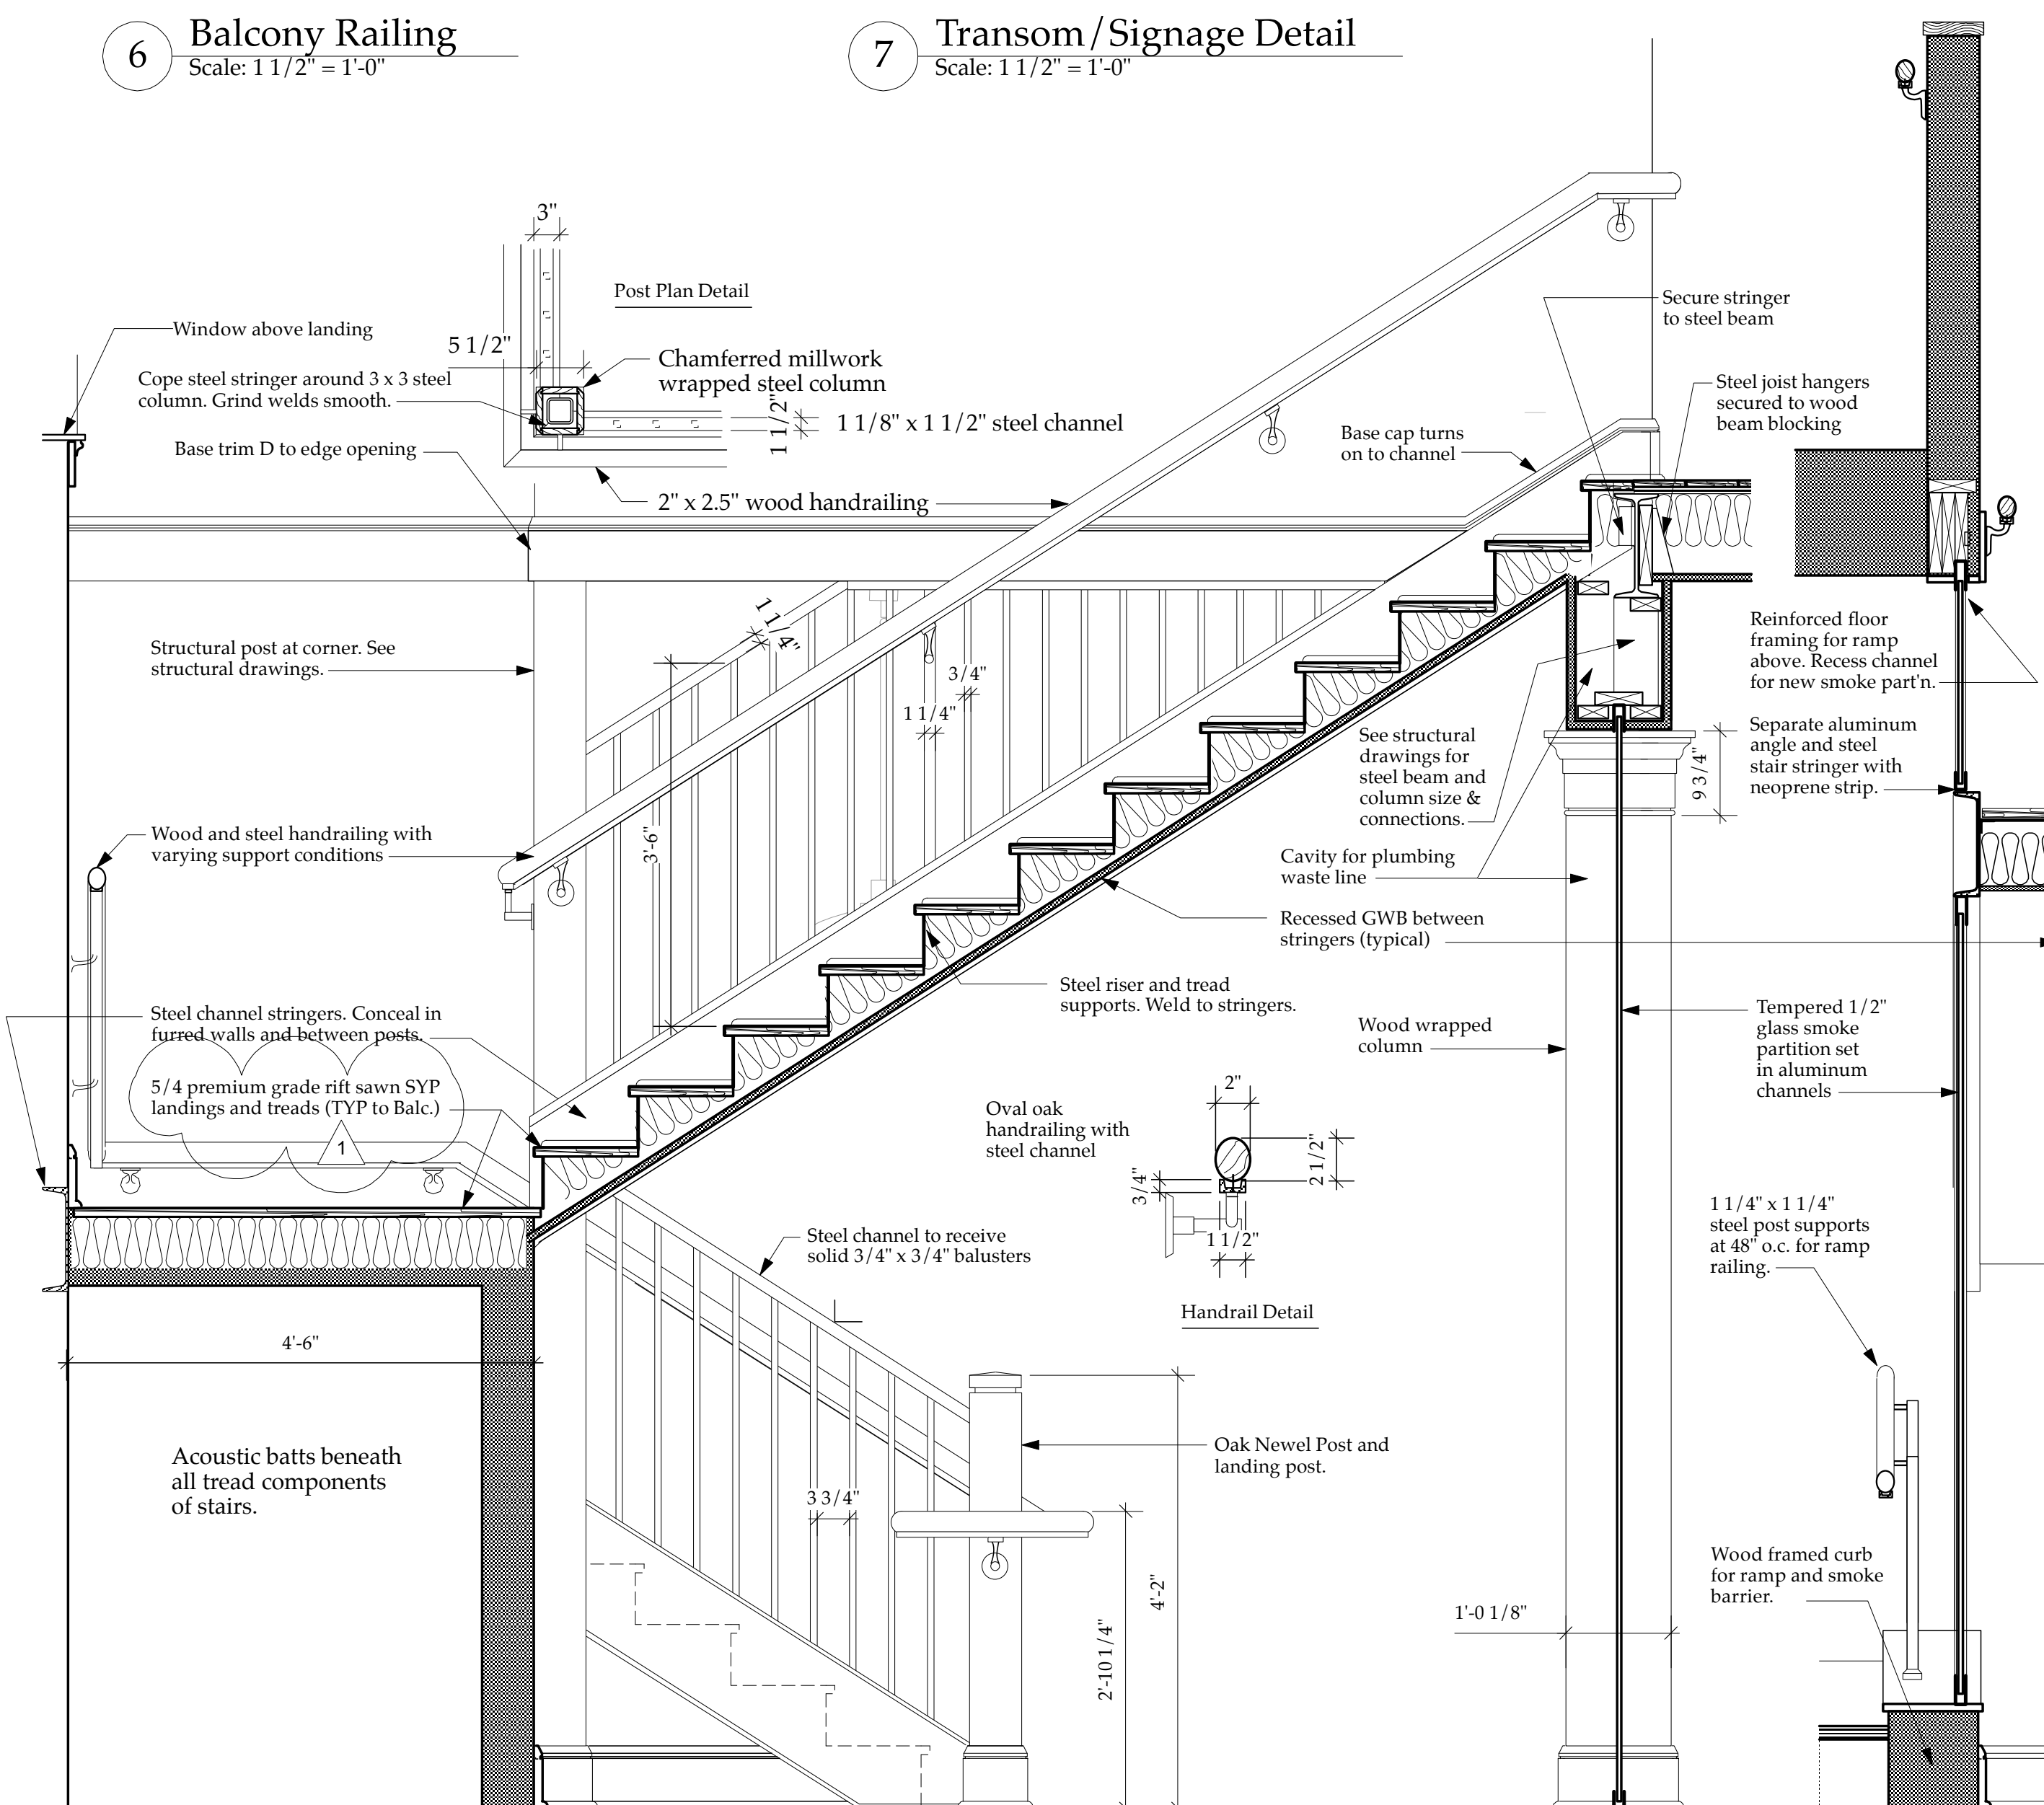 6
Balcony Railing
Scale: 1 1/2" = 1'-0"
7
Transom/Signage Detail
Scale: 1 1/2" = 1'-0"
3"
Post Plan Detail
5 1/2"
Chamferred millwork
wrapped steel column
1 1/2"
1 1/8" x 1 1/2" steel channel
2" x 2.5" wood handrailing
Window above landing
Cope steel stringer around 3 x 3 steel
column. Grind welds smooth.
Base trim D to edge opening
Structural post at corner. See
structural drawings.
Wood and steel handrailing with
varying support conditions
Steel channel stringers. Conceal in
furred walls and between posts.
5/4 premium grade rift sawn SYP
landings and treads (TYP to Balc.)
1
4'-6"
Acoustic batts beneath
all tread components
of stairs.
1 1/4"
3'-6"
3/4"
1 1/4"
Secure stringer
to steel beam
Steel joist hangers
secured to wood
beam blocking
Base cap turns
on to channel
Reinforced floor
framing for ramp
above. Recess channel
for new smoke part'n.
Separate aluminum
angle and steel
stair stringer with
neoprene strip.
9 3/4"
See structural
drawings for
steel beam and
column size &
connections.
Cavity for plumbing
waste line
Recessed GWB between
stringers (typical)
Steel riser and tread
supports. Weld to stringers.
Wood wrapped
column
Tempered 1/2"
glass smoke
partition set
in aluminum
channels
Oval oak
handrailing with
steel channel
2"
2 1/2"
3/4"
1 1/2"
Handrail Detail
Steel channel to receive
solid 3/4" x 3/4" balusters
1 1/4" x 1 1/4"
steel post supports
at 48" o.c. for ramp
railing.
Oak Newel Post and
landing post.
3 3/4"
4'-2"
2'-10 1/4"
1'-0 1/8"
Wood framed curb
for ramp and smoke
barrier.